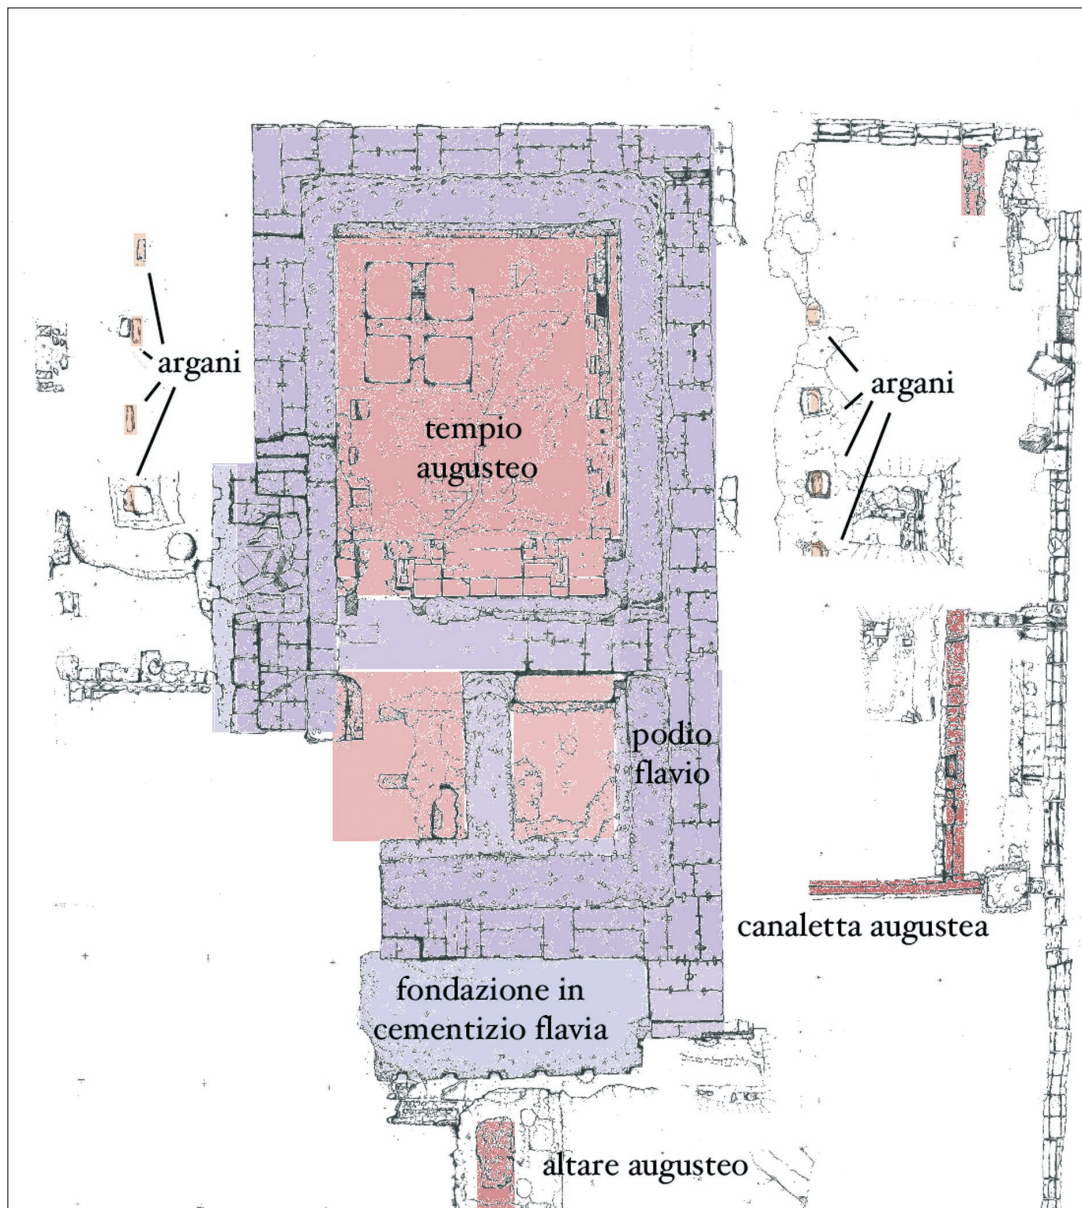 argani
argani
tempio
augusteo
podio
flavio
canaletta augustea
fondazione in
cementizio flavia
altare augusteo